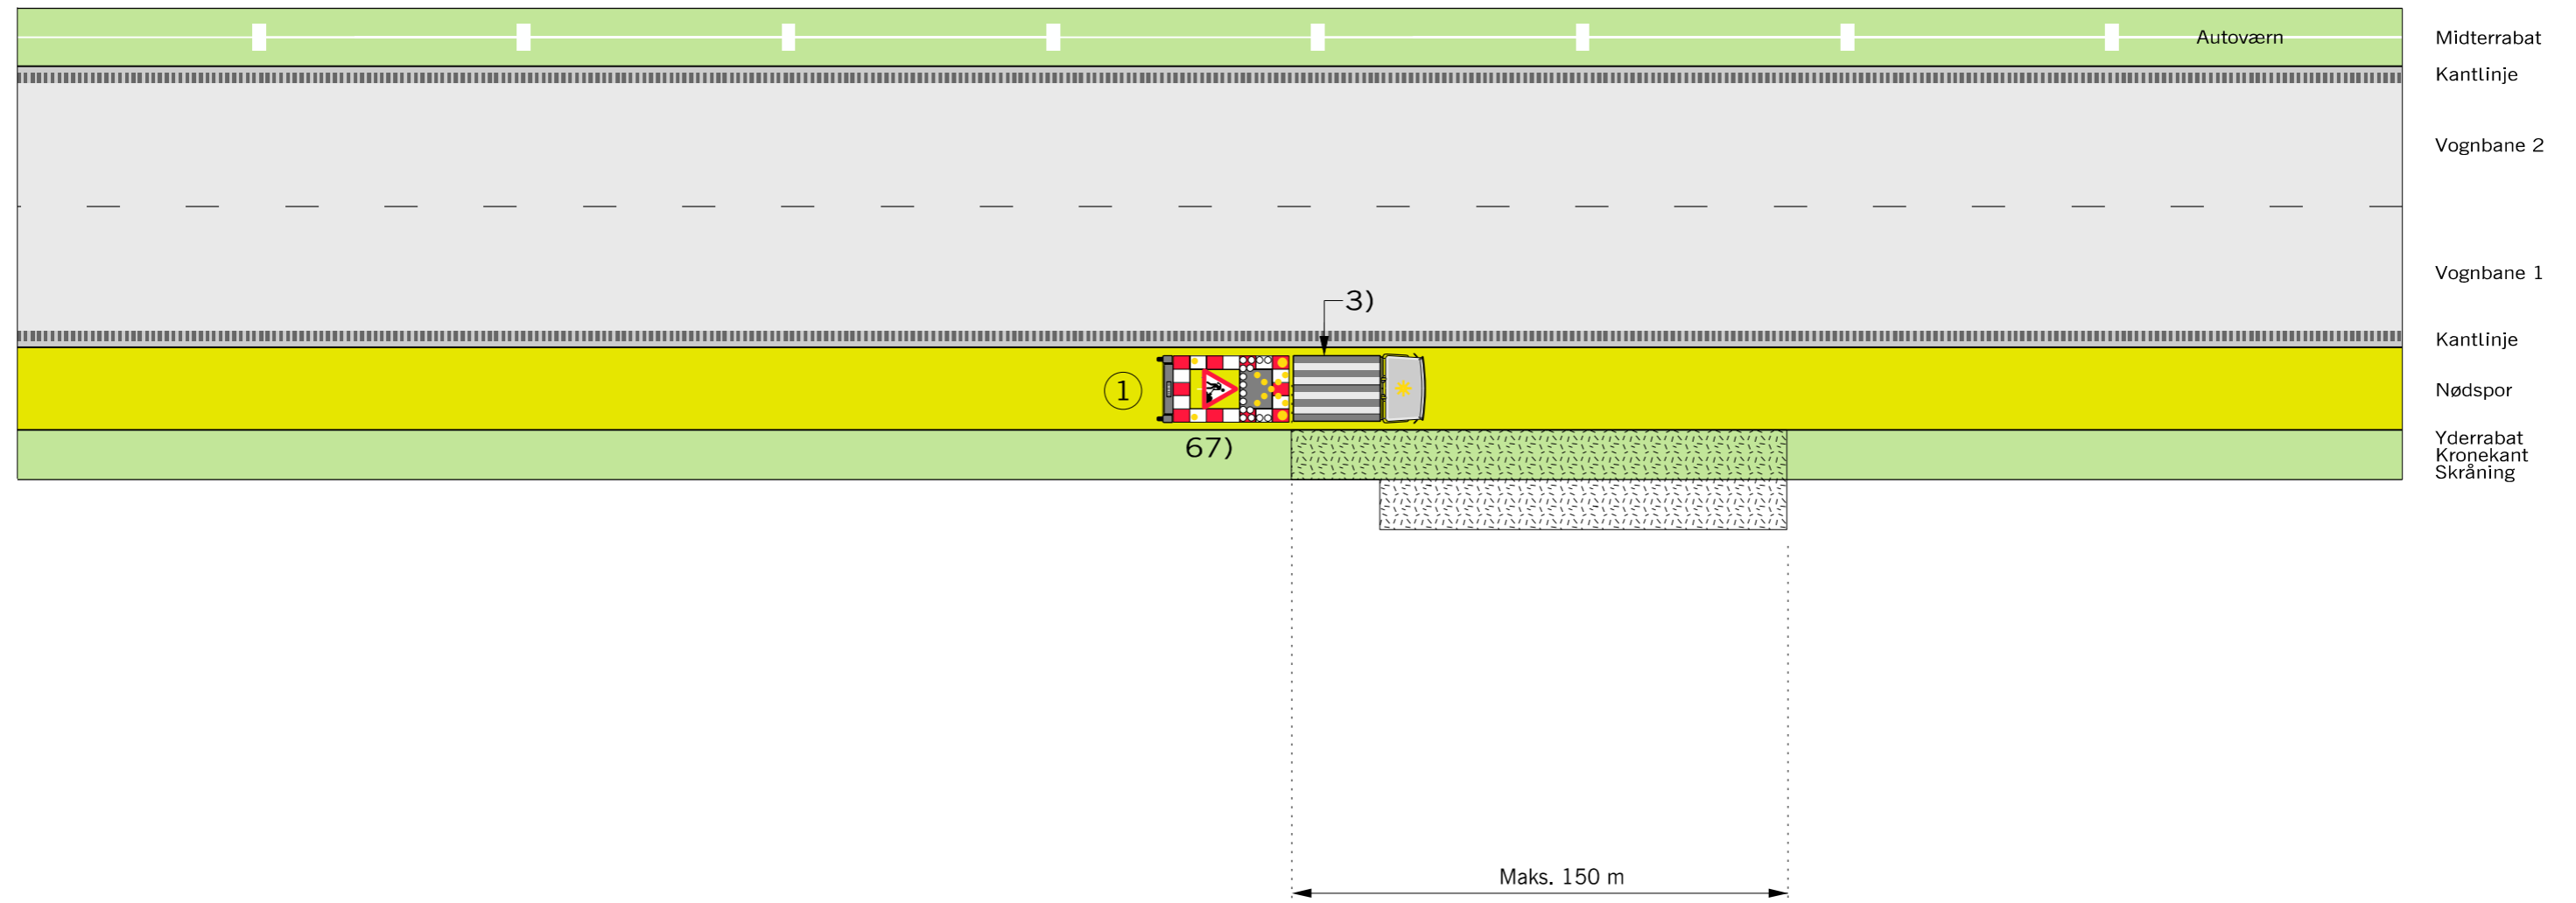 Autoværn
Midterrabat
Kantlinje
Vognbane 2
Vognbane 1
3)
Kantlinje
1
Nødspor
67)
Yderrabat
Kronekant
Skråning
Maks. 150 m